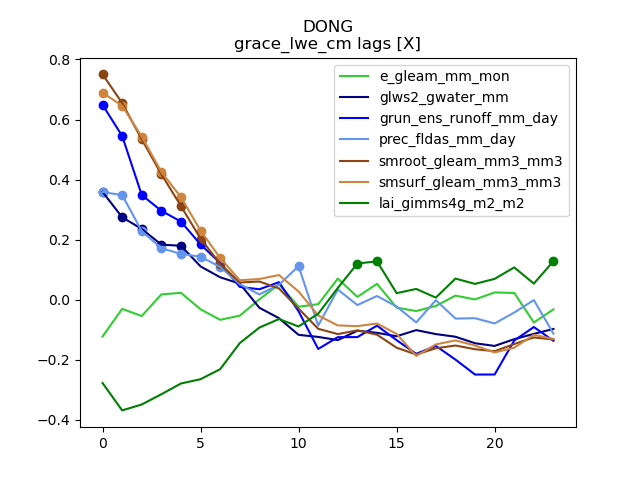 DONG
grace_lwe_cm lags [X]
0.8
0.6
0.4
0.2
0.0
−0.2
−0.4
0
5
10
15
20
e_gleam_mm_mon
glws2_gwater_mm
grun_ens_runoff_mm_day
prec_fldas_mm_day
smroot_gleam_mm3_mm3
smsurf_gleam_mm3_mm3
lai_gimms4g_m2_m2